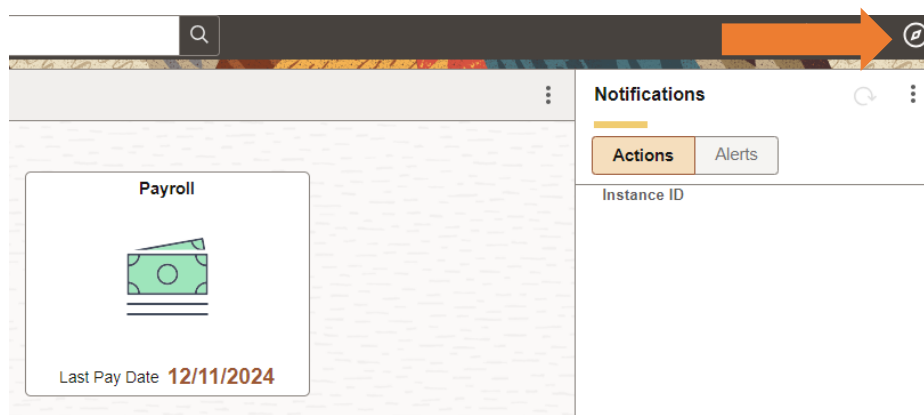 Notifications
Actions Alerts
Payroll
Instance ID
Last Pay Date 12/11/2024